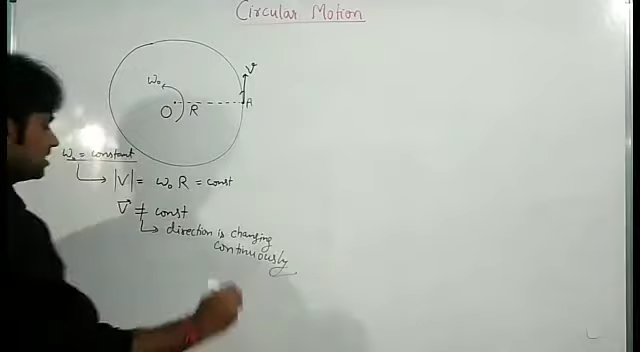 Circular Motion
V
ω₀
A
O
R
ω₀ = constant
|V| = ω₀ R = const
V⃗ ≠ const
direction is changing
continuously